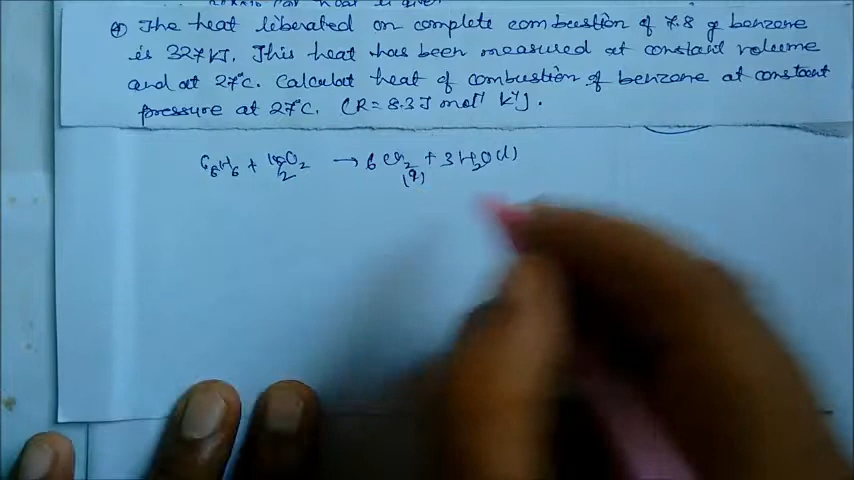 ④ The heat liberated on complete combustion of 7.8 g benzene
is 327 kJ. This heat has been measured at constant volume
and at 27°C. Calculat heat of combustion of benzene at constant
pressure at 27°C. (R = 8.3 J mol⁻¹ K⁻¹).
C₆H₆ + 15/2 O₂ → 6 CO₂ (g) + 3 H₂O (l)